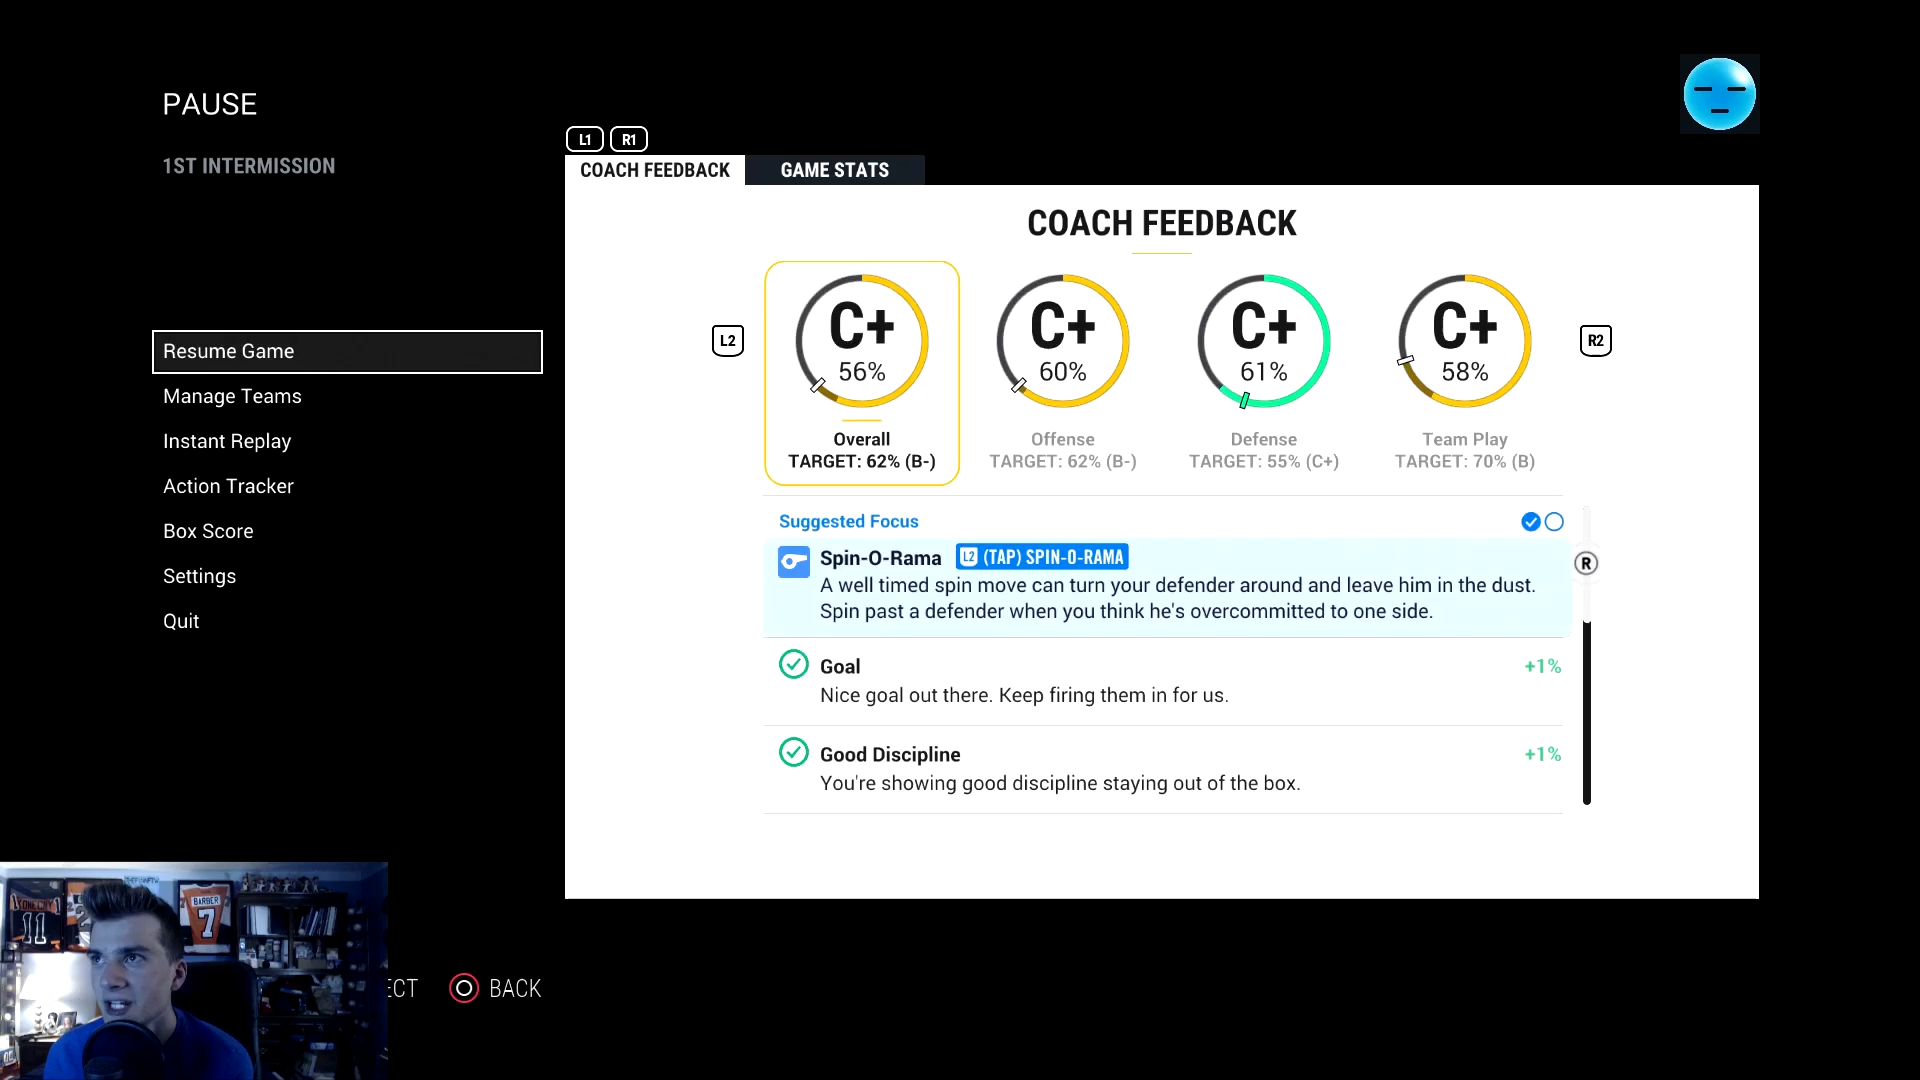 PAUSE
1ST INTERMISSION
L1 R1
COACH FEEDBACK GAME STATS
COACH FEEDBACK
L2
C+ C+ C+ C+
56% 60% 61% 58%
R2
Overall Offense Defense Team Play
TARGET: 62% (B-) TARGET: 62% (B-) TARGET: 55% (C+) TARGET: 70% (B)
Resume Game
Manage Teams
Instant Replay
Action Tracker
Box Score
Settings
Quit
Suggested Focus
Spin-O-Rama L2 (TAP) SPIN-O-RAMA
R
A well timed spin move can turn your defender around and leave him in the dust.
Spin past a defender when you think he's overcommitted to one side.
Goal +1%
Nice goal out there. Keep firing them in for us.
Good Discipline +1%
You're showing good discipline staying out of the box.
11
BARBER
7
ECT BACK